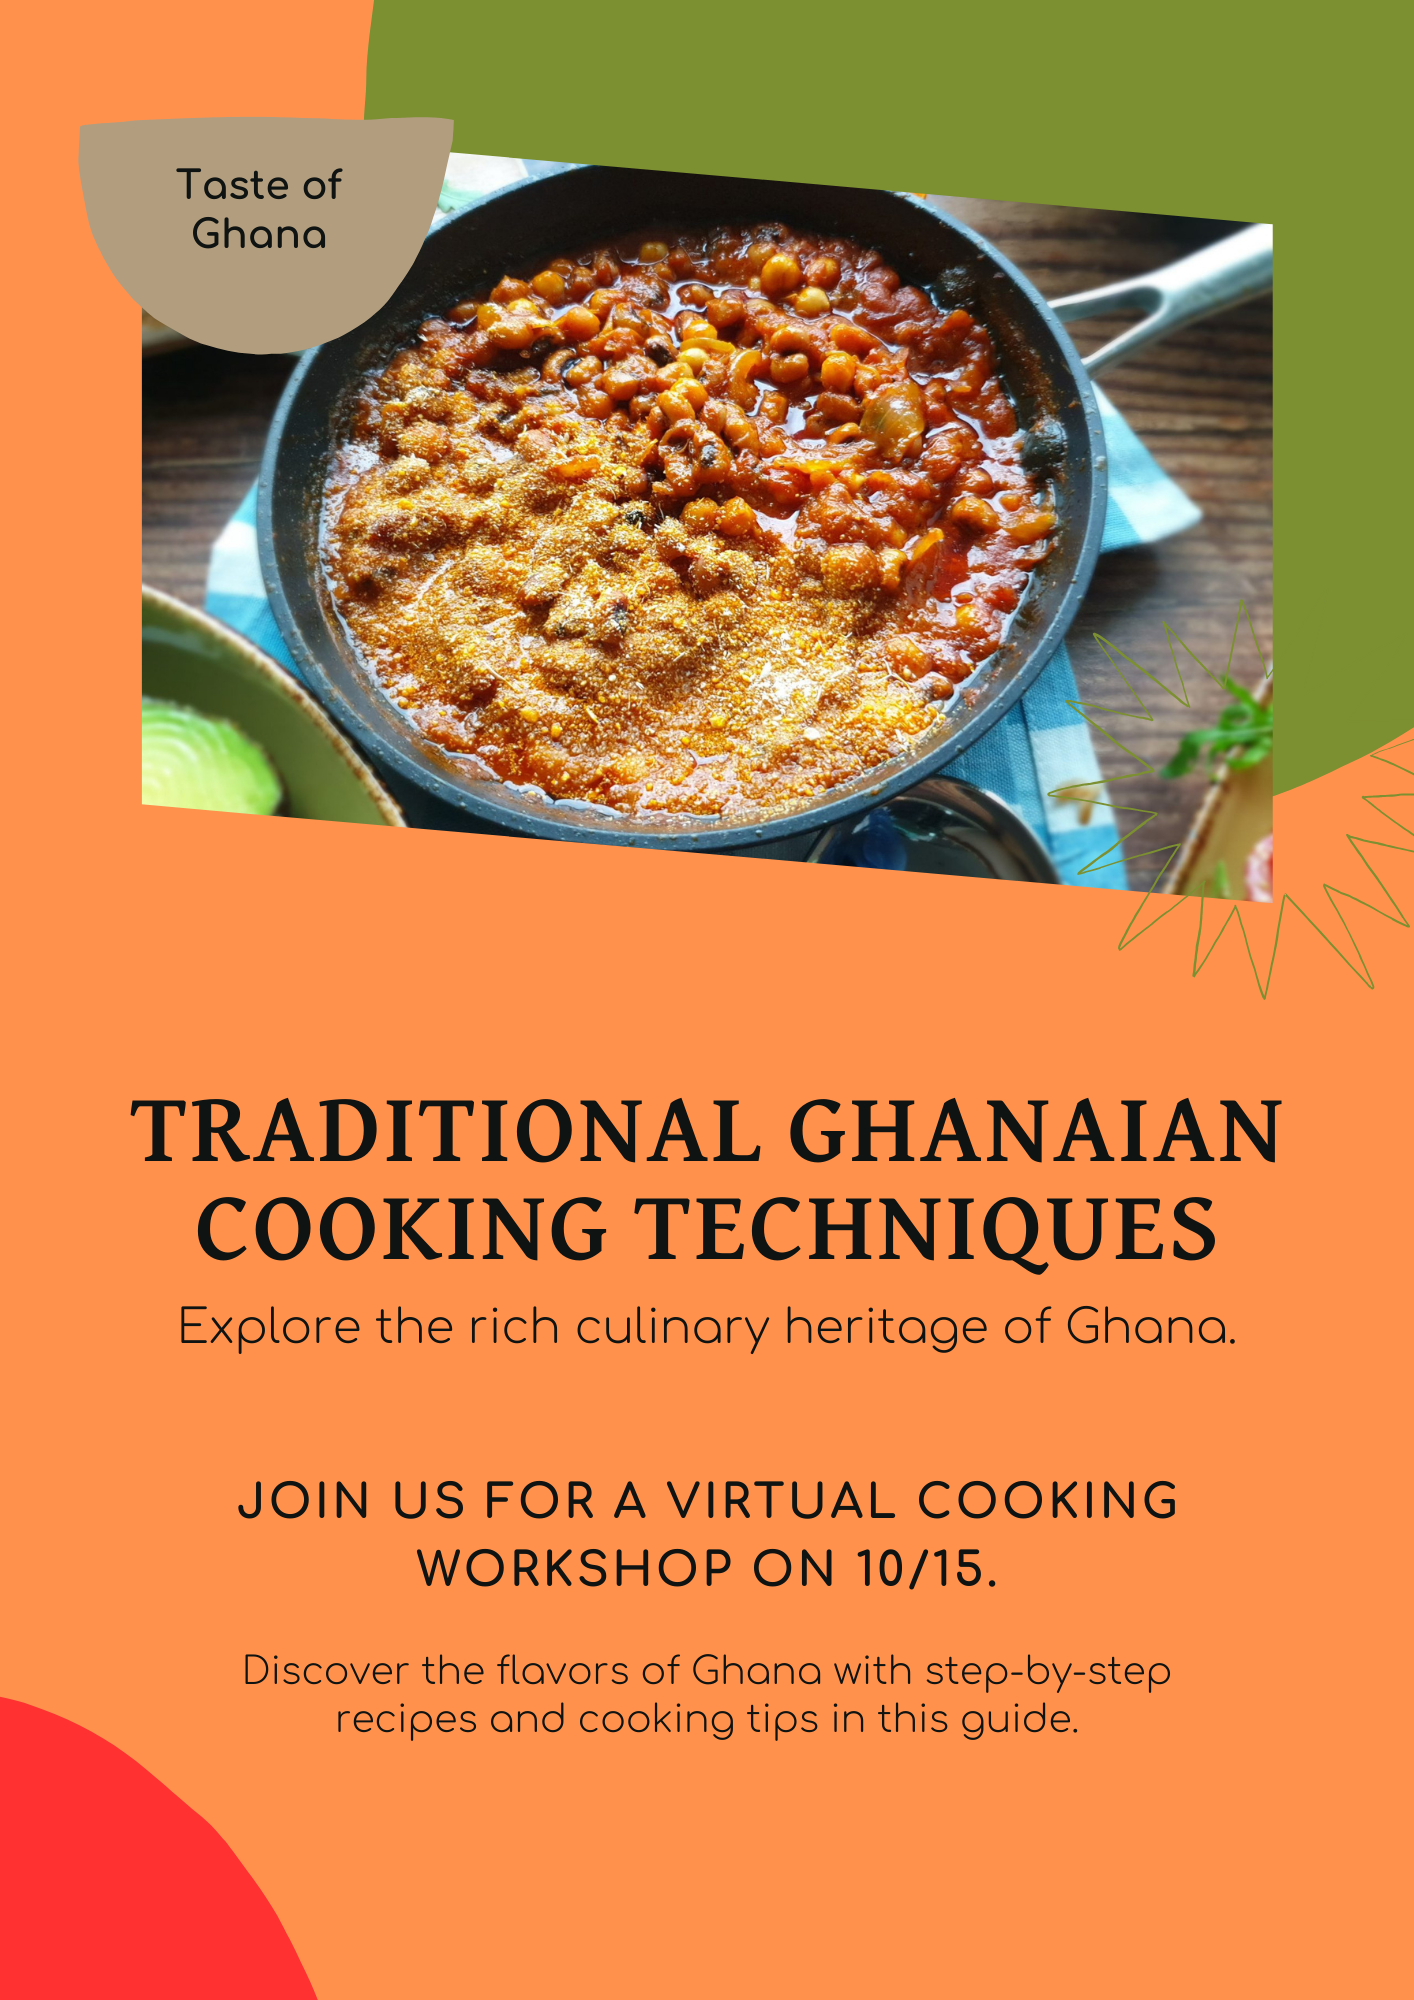 Taste of
Ghana
TRADITIONAL GHANAIAN
COOKING TECHNIQUES
Explore the rich culinary heritage of Ghana.
JOIN US FOR A VIRTUAL COOKING
WORKSHOP ON 10/15.
Discover the flavors of Ghana with step-by-step
recipes and cooking tips in this guide.